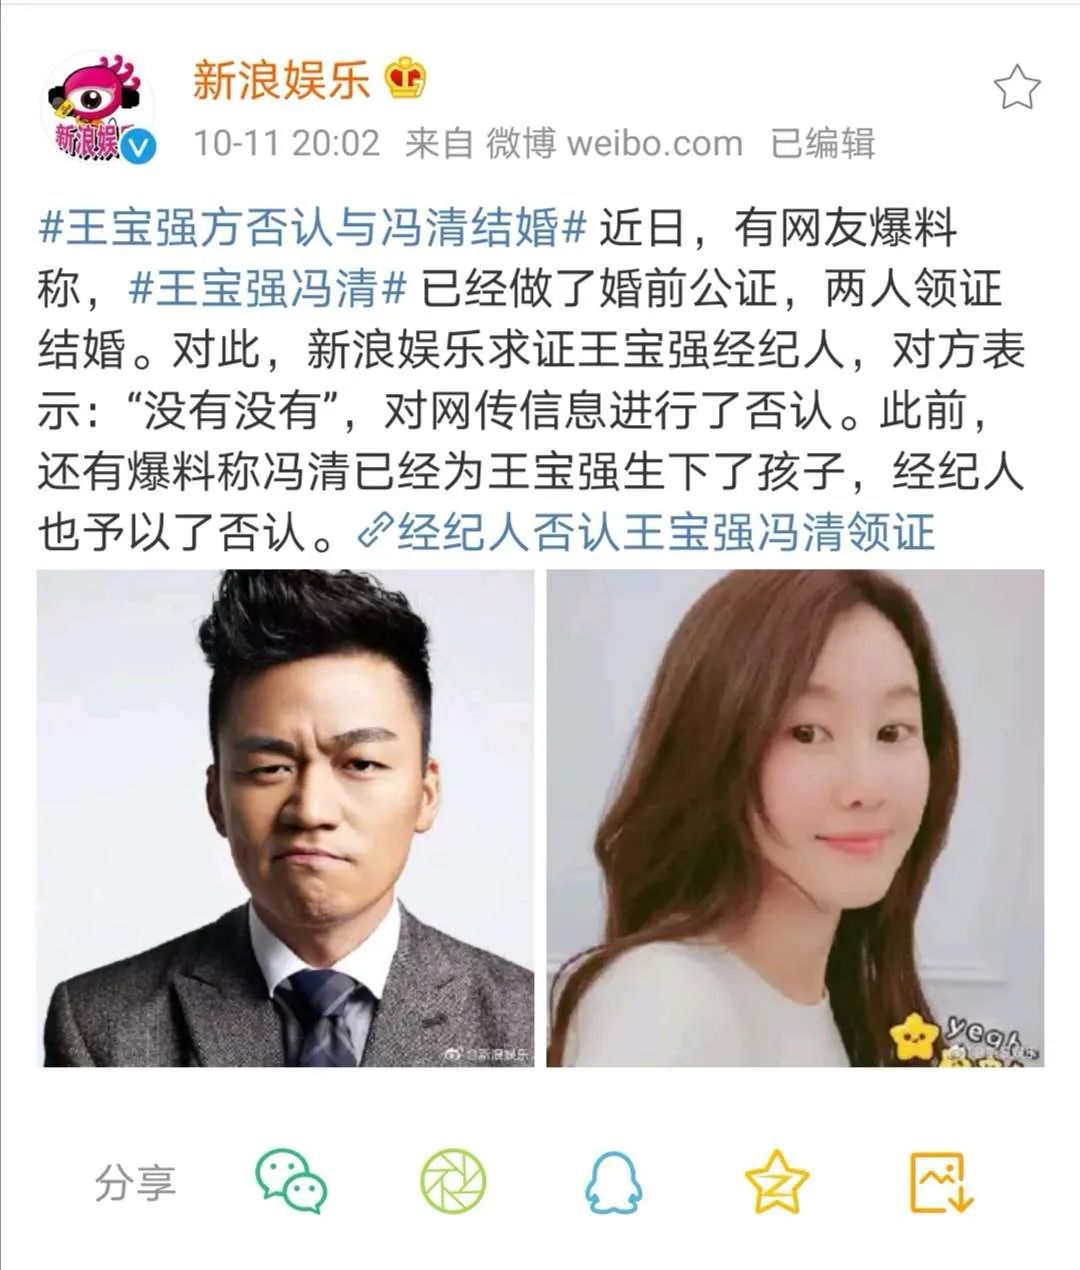 新浪娱乐
新浪娱
10-11 20:02 来自 微博 weibo.com 已编辑
#王宝强方否认与冯清结婚# 近日，有网友爆料
称，#王宝强冯清# 已经做了婚前公证，两人领证
结婚。对此，新浪娱乐求证王宝强经纪人，对方表
示：“没有没有”，对网传信息进行了否认。此前，
还有爆料称冯清已经为王宝强生下了孩子，经纪人
也予以了否认。经纪人否认王宝强冯清领证
@新浪娱乐
yeah
分享